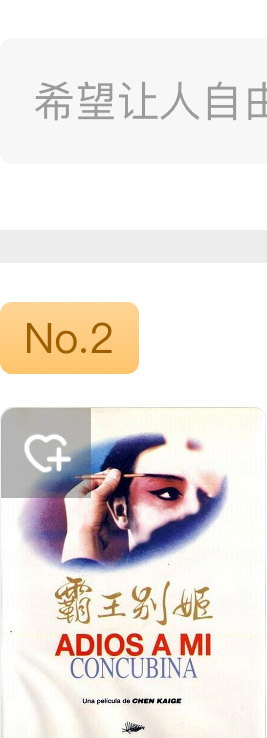 希望让人自由
No.2
霸王别姬
ADIOS A MI
CONCUBINA
Una película de CHEN KAIGE